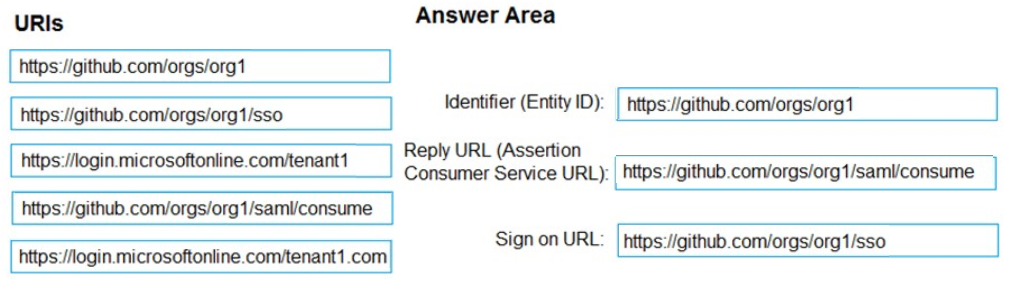 URIs
https://github.com/orgs/org1
https://github.com/orgs/org1/sso
https://login.microsoftonline.com/tenant1
https://github.com/orgs/org1/saml/consume
https://login.microsoftonline.com/tenant1.com
Answer Area
Identifier (Entity ID): https://github.com/orgs/org1
Reply URL (Assertion
Consumer Service URL): https://github.com/orgs/org1/saml/consume
Sign on URL: https://github.com/orgs/org1/sso